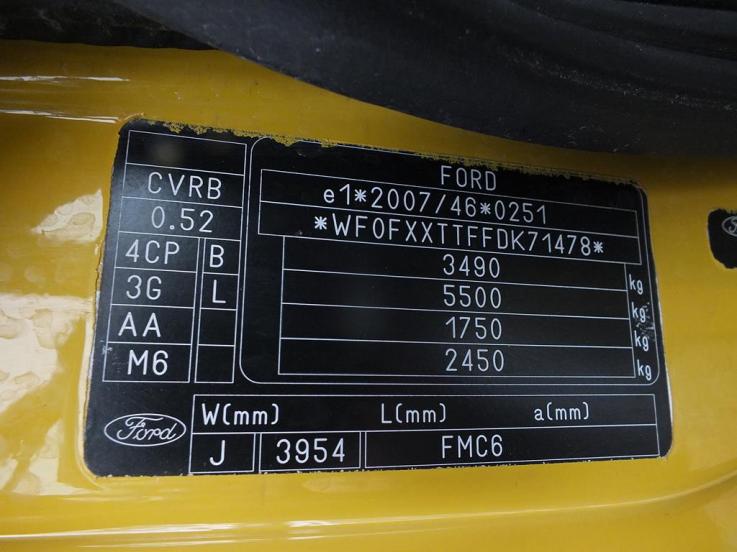 CVRB
0.52
4CP B
3G L
AA
M6
FORD
e1*2007/46*0251
*WF0FXXTTFFDK71478*
3490 kg
5500 kg
1750 kg
2450 kg
Ford
W(mm) L(mm) a(mm)
J 3954 FMC6